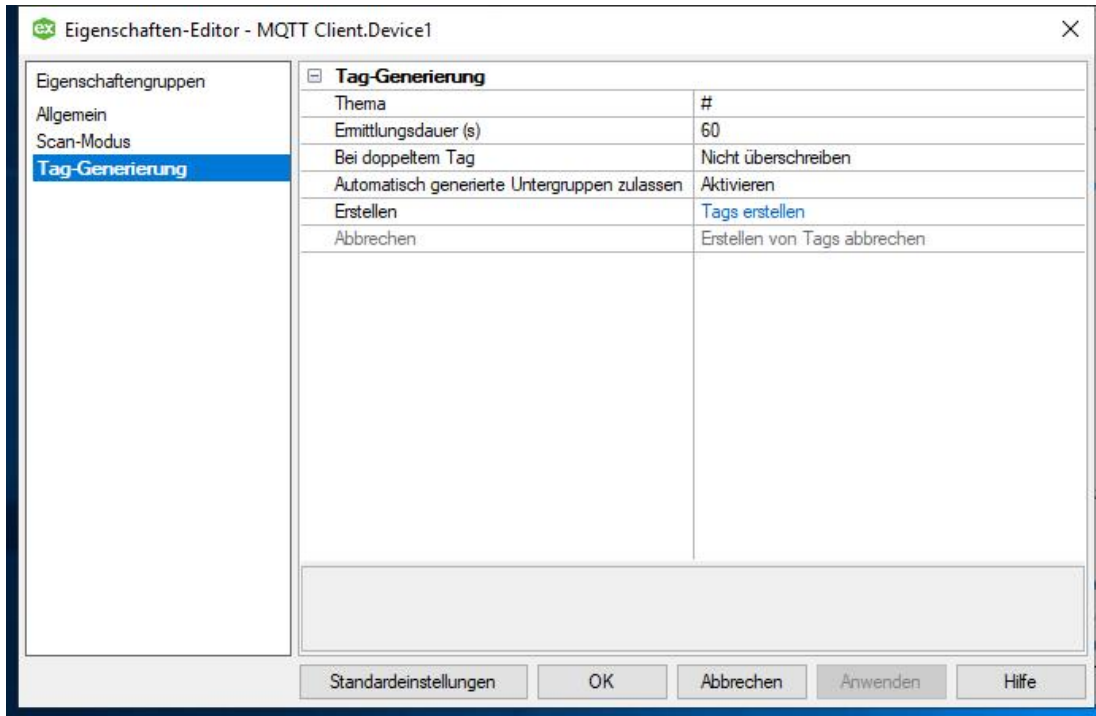 ex Eigenschaften-Editor - MQTT Client.Device1
Eigenschaftengruppen
Allgemein
Scan-Modus
Tag-Generierung
Tag-Generierung
Thema #
Ermittlungsdauer (s) 60
Bei doppeltem Tag Nicht überschreiben
Automatisch generierte Untergruppen zulassen Aktivieren
Erstellen Tags erstellen
Abbrechen Erstellen von Tags abbrechen
Standardeinstellungen OK Abbrechen Anwenden Hilfe